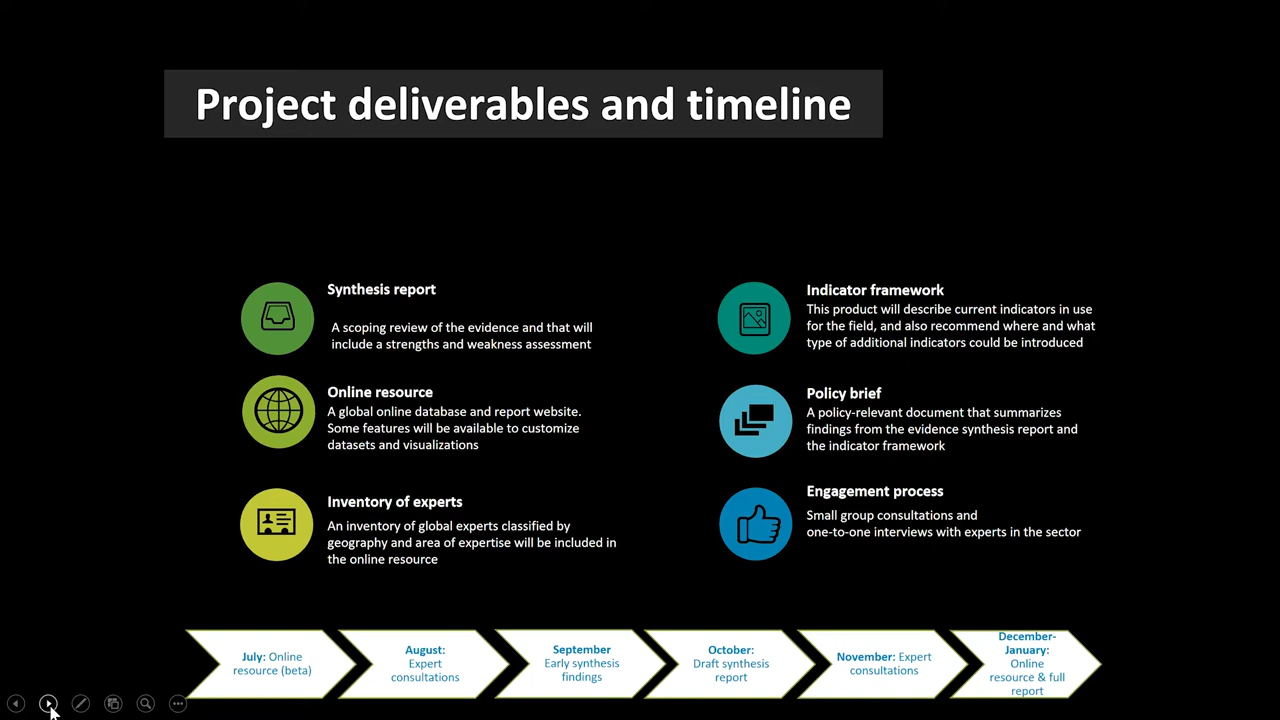 Project deliverables and timeline
Synthesis report
A scoping review of the evidence and that will
include a strengths and weakness assessment
Online resource
A global online database and report website.
Some features will be available to customize
datasets and visualizations
Inventory of experts
An inventory of global experts classified by
geography and area of expertise will be included in
the online resource
Indicator framework
This product will describe current indicators in use
for the field, and also recommend where and what
type of additional indicators could be introduced
Policy brief
A policy-relevant document that summarizes
findings from the evidence synthesis report and
the indicator framework
Engagement process
Small group consultations and
one-to-one interviews with experts in the sector
July: Online
resource (beta)
August:
Expert
consultations
September
Early synthesis
findings
October:
Draft synthesis
report
November: Expert
consultations
December-
January:
Online
resource & full
report